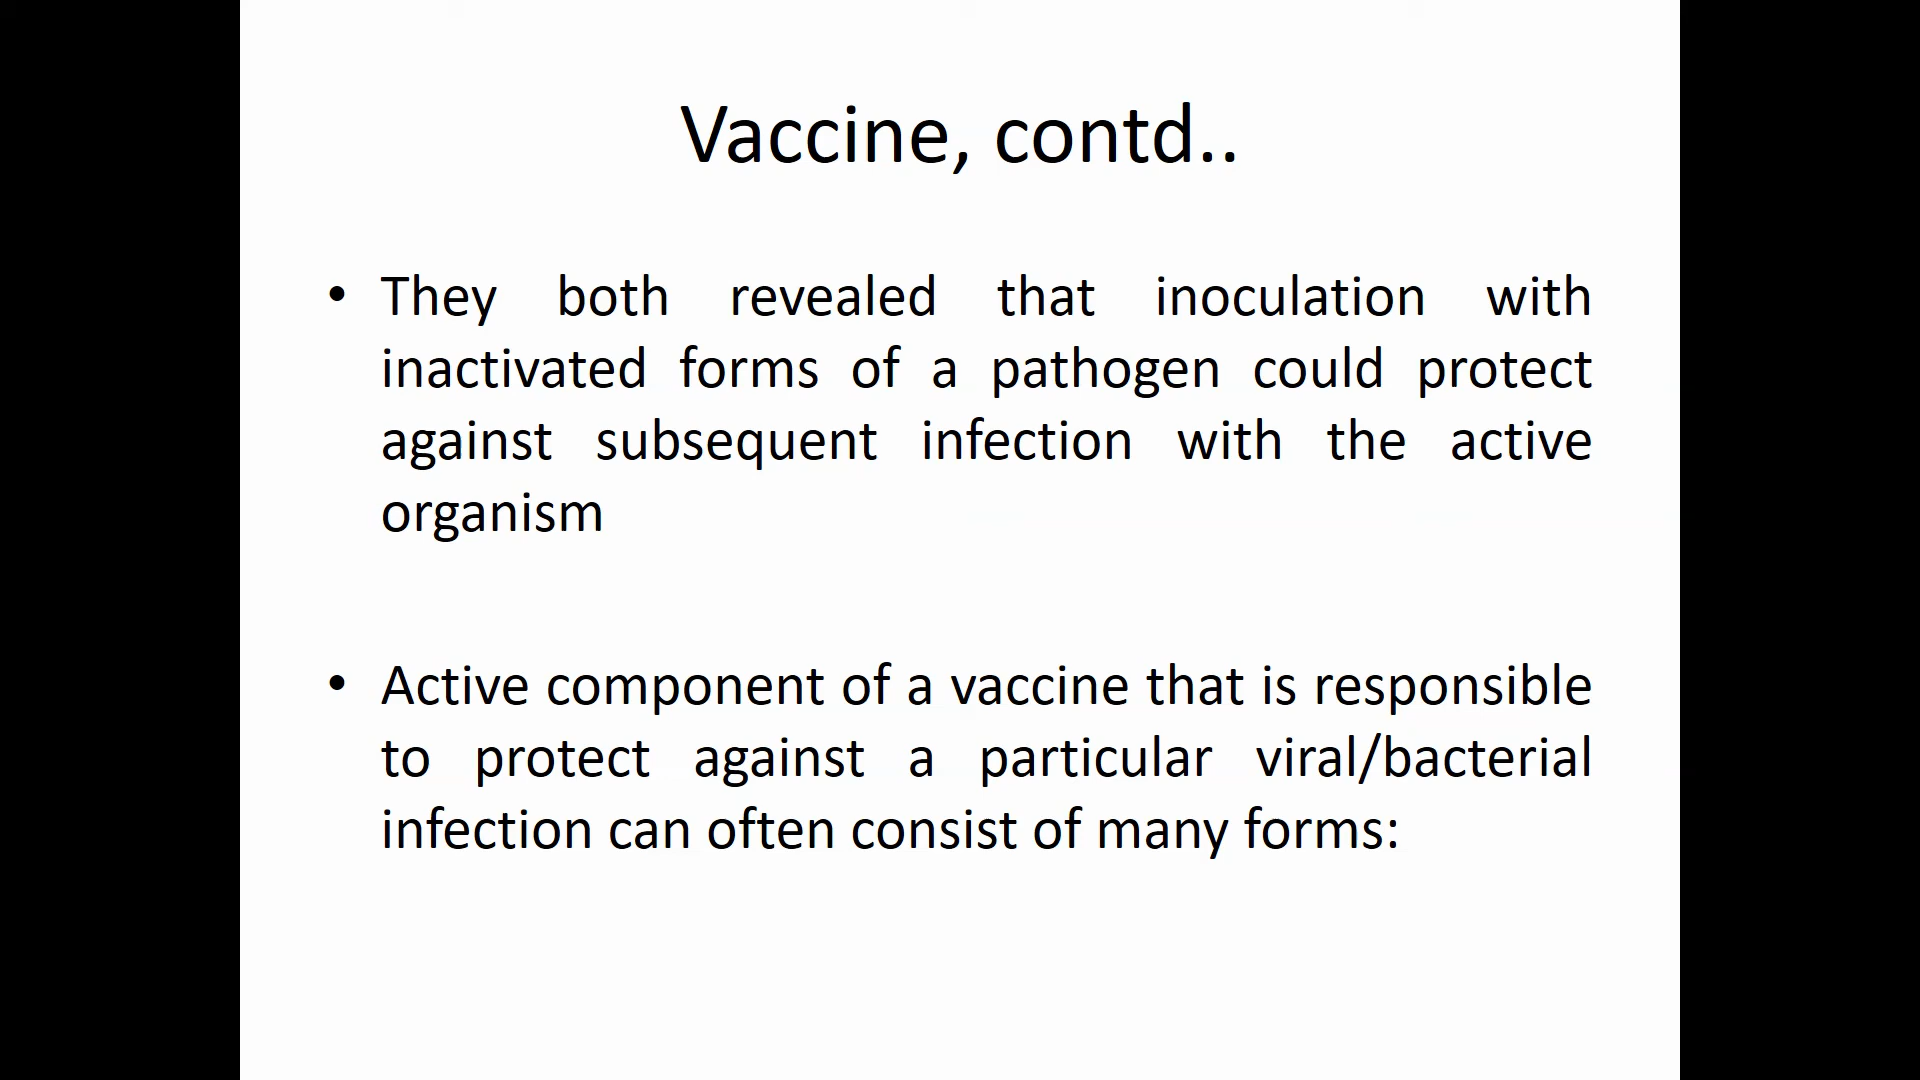 Vaccine, contd..
• They both revealed that inoculation with
inactivated forms of a pathogen could protect
against subsequent infection with the active
organism
• Active component of a vaccine that is responsible
to protect against a particular viral/bacterial
infection can often consist of many forms: